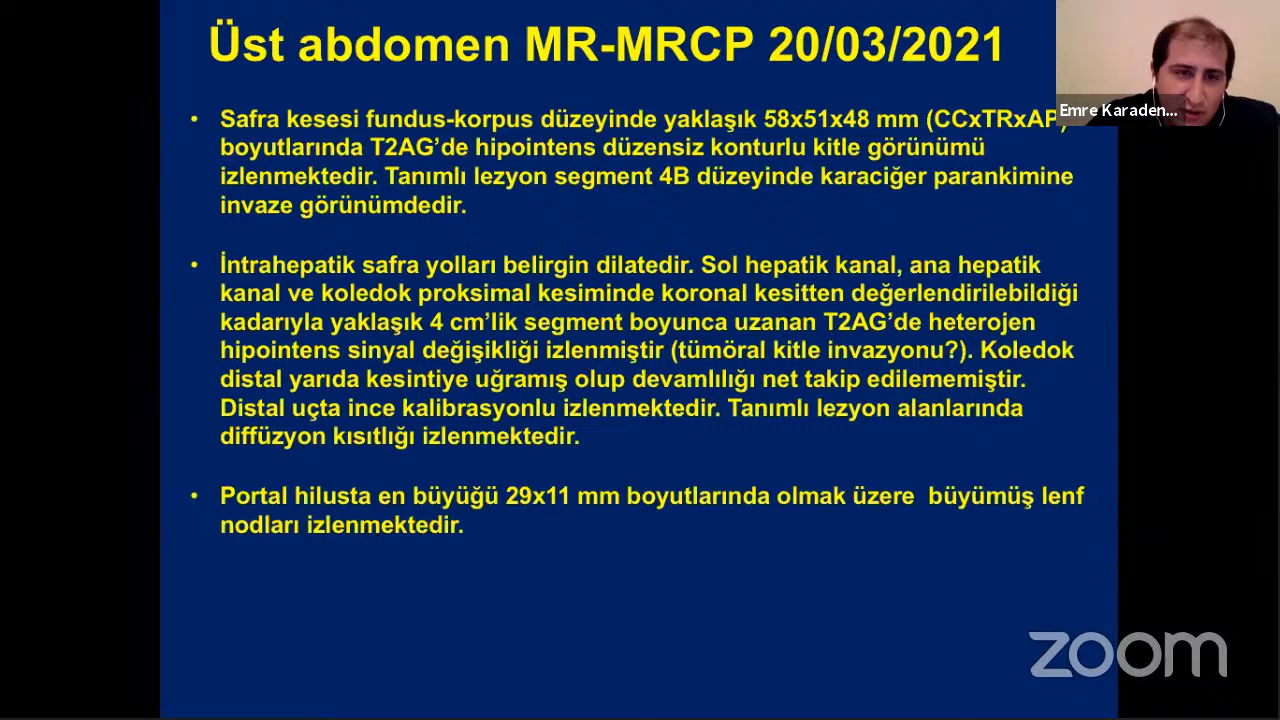 Üst abdomen MR-MRCP 20/03/2021
Emre Karaden...
• Safra kesesi fundus-korpus düzeyinde yaklaşık 58x51x48 mm (CCxTRxAP)
boyutlarında T2AG’de hipointens düzensiz konturlu kitle görünümü
izlenmektedir. Tanımlı lezyon segment 4B düzeyinde karaciğer parankimine
invaze görünümdedir.
• İntrahepatik safra yolları belirgin dilatedir. Sol hepatik kanal, ana hepatik
kanal ve koledok proksimal kesiminde koronal kesitten değerlendirilebildiği
kadarıyla yaklaşık 4 cm’lik segment boyunca uzanan T2AG’de heterojen
hipointens sinyal değişikliği izlenmiştir (tümöral kitle invazyonu?). Koledok
distal yarıda kesintiye uğramış olup devamlılığı net takip edilememiştir.
Distal uçta ince kalibrasyonlu izlenmektedir. Tanımlı lezyon alanlarında
diffüzyon kısıtlığı izlenmektedir.
• Portal hilusta en büyüğü 29x11 mm boyutlarında olmak üzere büyümüş lenf
nodları izlenmektedir.
zoom